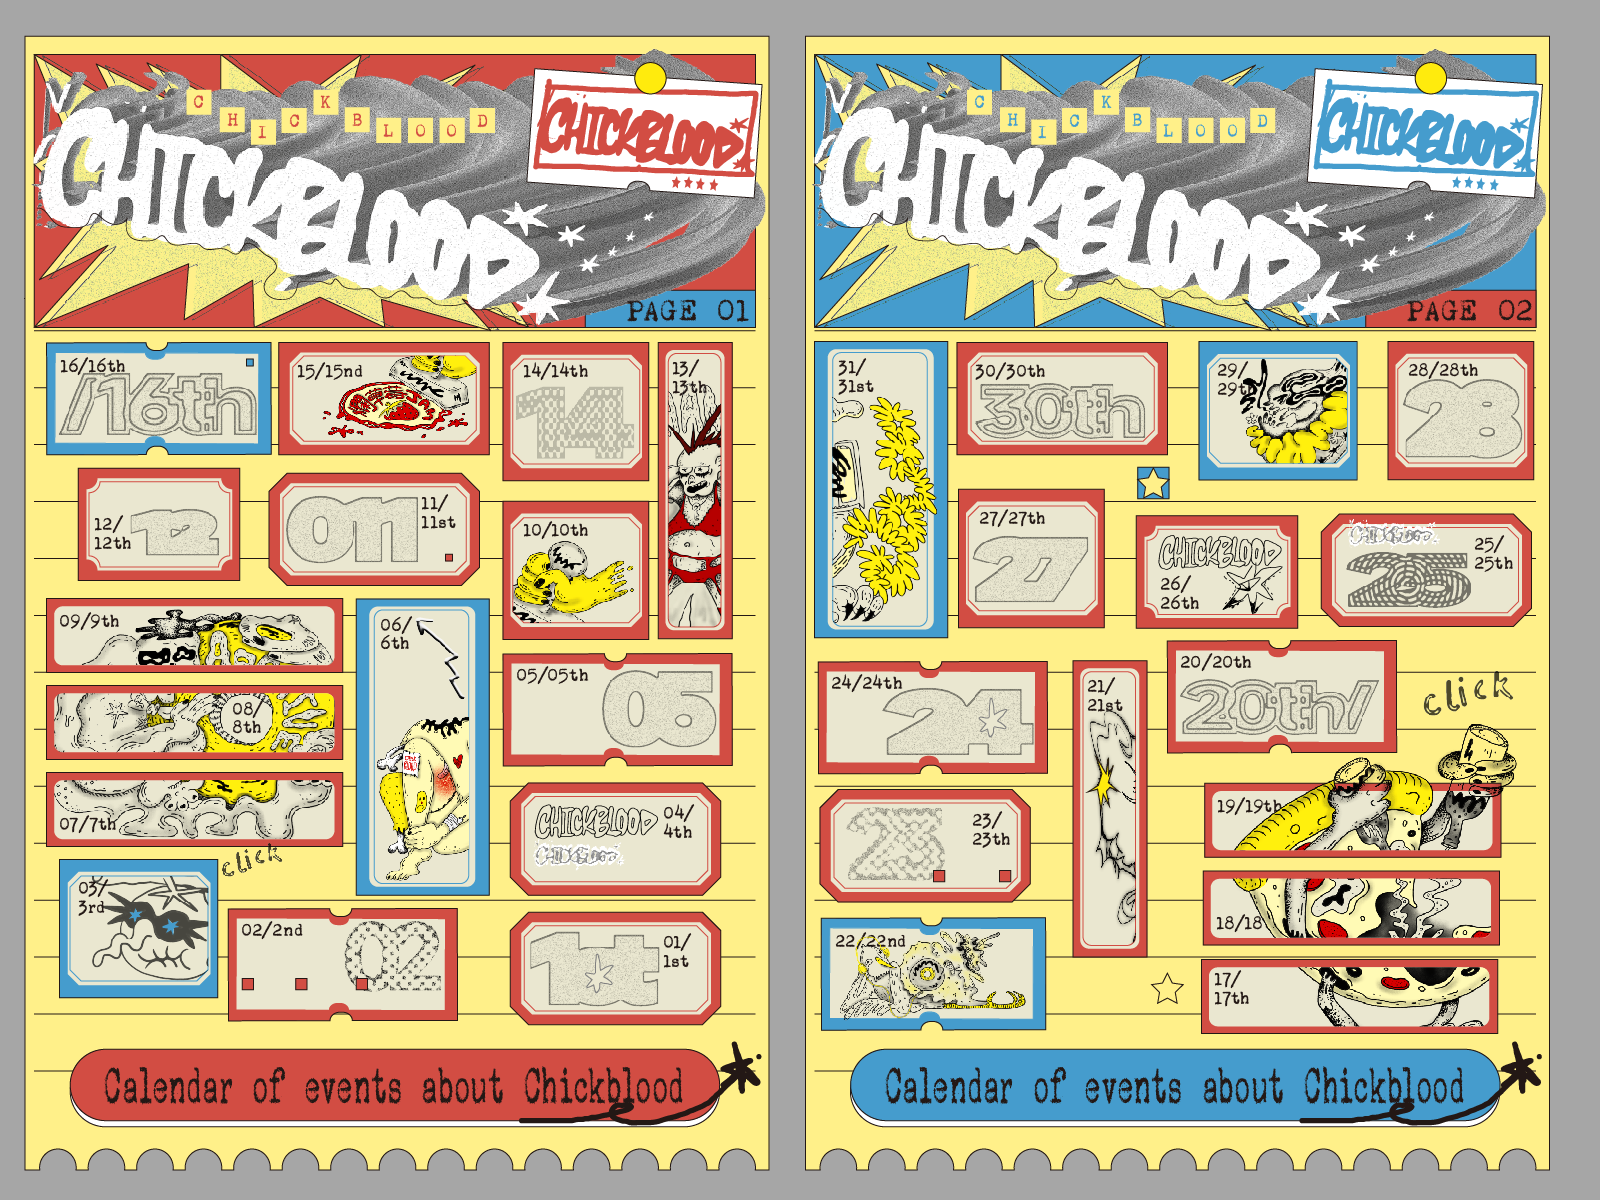 CHICKBLOOD
CHICKBLOOD
CHICKBLOOD
PAGE 01
16/16th
/16th
15/15nd
14/14th
14
13/
13th
12/
12th
12
011
11/
11st
10/10th
09/9th
06/
6th
05/05th
05
08/
8th
07/7th
click
CHICKBLOOD
04/
4th
CHICKBLOOD
03/
3rd
02/2nd
02
01/
1st
1st
Calendar of events about Chickblood
CHICKBLOOD
CHICKBLOOD
CHICKBLOOD
PAGE 02
31/
31st
30/30th
30th
29/
29t
28/28th
28
27/27th
27
CHICKBLOOD
26/
26th
CHICKBLOOD
25/
25th
25
24/24th
24
21/
21st
20/20th
20th/
click
23
23/
23th
19/19th
22/22nd
18/18
17/
17th
Calendar of events about Chickblood